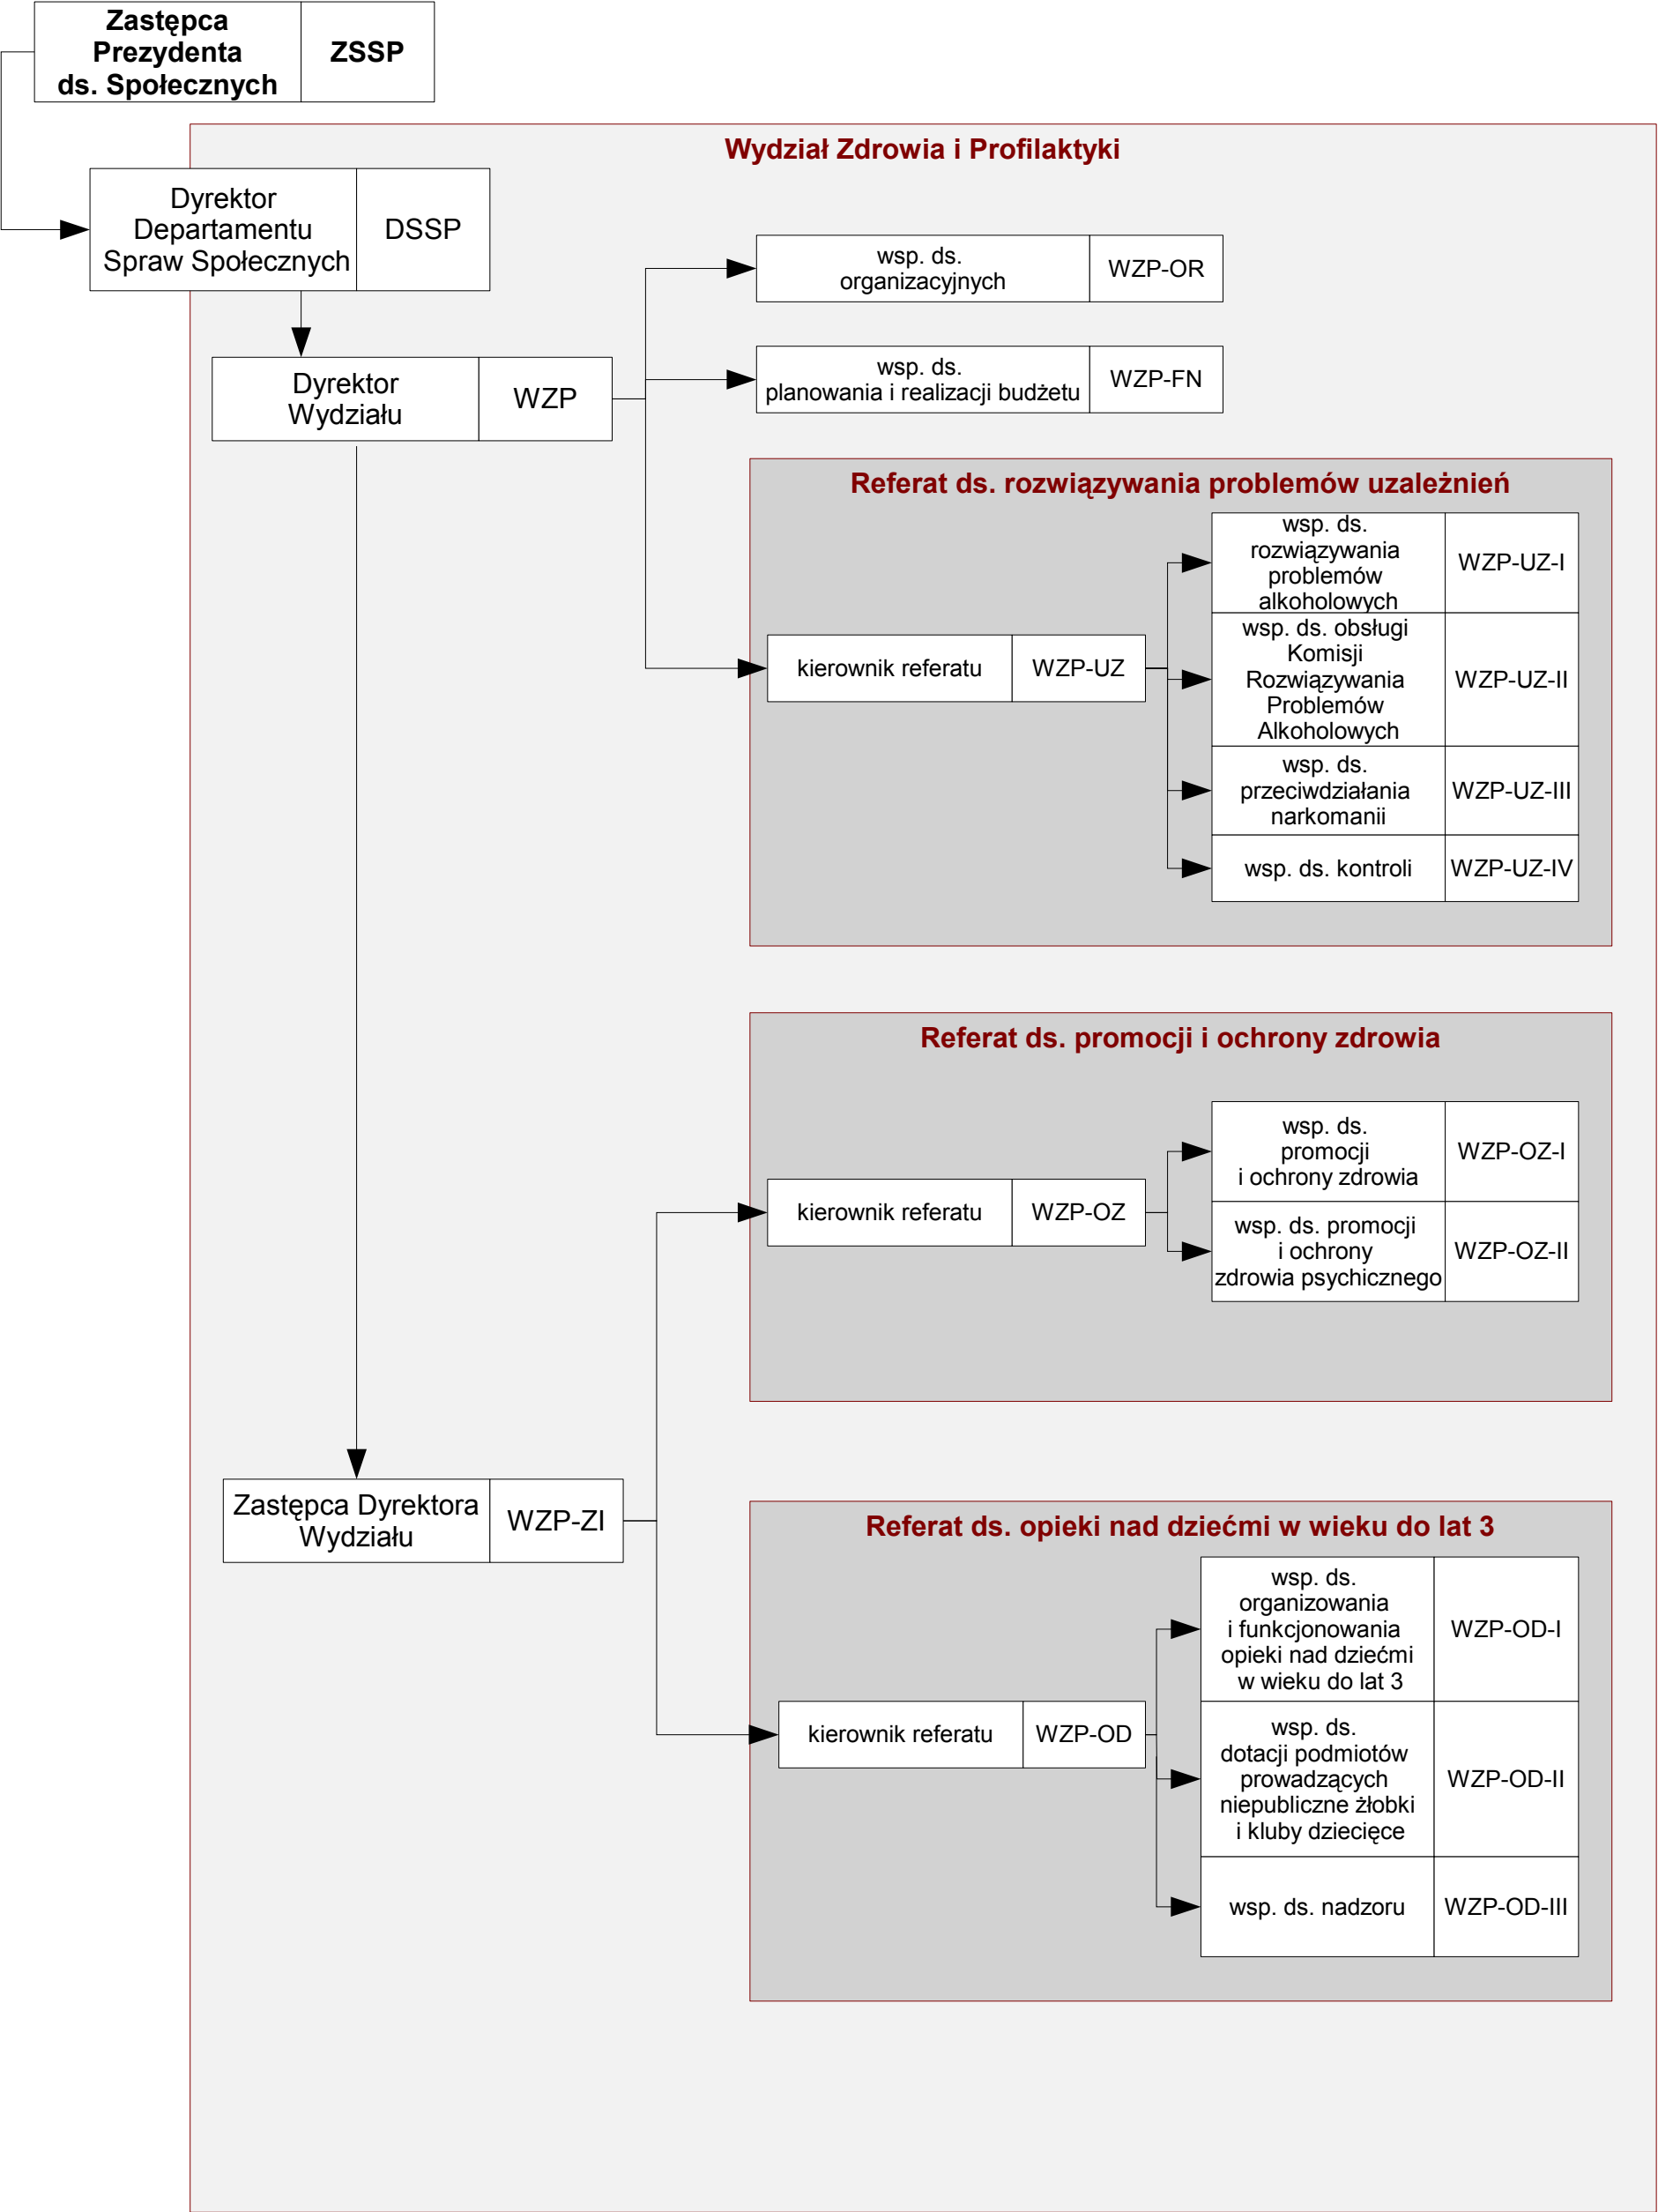 Zastępca
Prezydenta
ds. Społecznych
ZSSP
Wydział Zdrowia i Profilaktyki
Dyrektor
Departamentu
Spraw Społecznych
DSSP
wsp. ds.
organizacyjnych
WZP-OR
Dyrektor
Wydziału
WZP
wsp. ds.
planowania i realizacji budżetu
WZP-FN
Referat ds. rozwiązywania problemów uzależnień
kierownik referatu
WZP-UZ
wsp. ds.
rozwiązywania
problemów
alkoholowych
WZP-UZ-I
wsp. ds. obsługi
Komisji
Rozwiązywania
Problemów
Alkoholowych
WZP-UZ-II
wsp. ds.
przeciwdziałania
narkomanii
WZP-UZ-III
wsp. ds. kontroli
WZP-UZ-IV
Referat ds. promocji i ochrony zdrowia
kierownik referatu
WZP-OZ
wsp. ds.
promocji
i ochrony zdrowia
WZP-OZ-I
wsp. ds. promocji
i ochrony
zdrowia psychicznego
WZP-OZ-II
Zastępca Dyrektora
Wydziału
WZP-ZI
Referat ds. opieki nad dziećmi w wieku do lat 3
kierownik referatu
WZP-OD
wsp. ds.
organizowania
i funkcjonowania
opieki nad dziećmi
w wieku do lat 3
WZP-OD-I
wsp. ds.
dotacji podmiotów
prowadzących
niepubliczne żłobki
i kluby dziecięce
WZP-OD-II
wsp. ds. nadzoru
WZP-OD-III